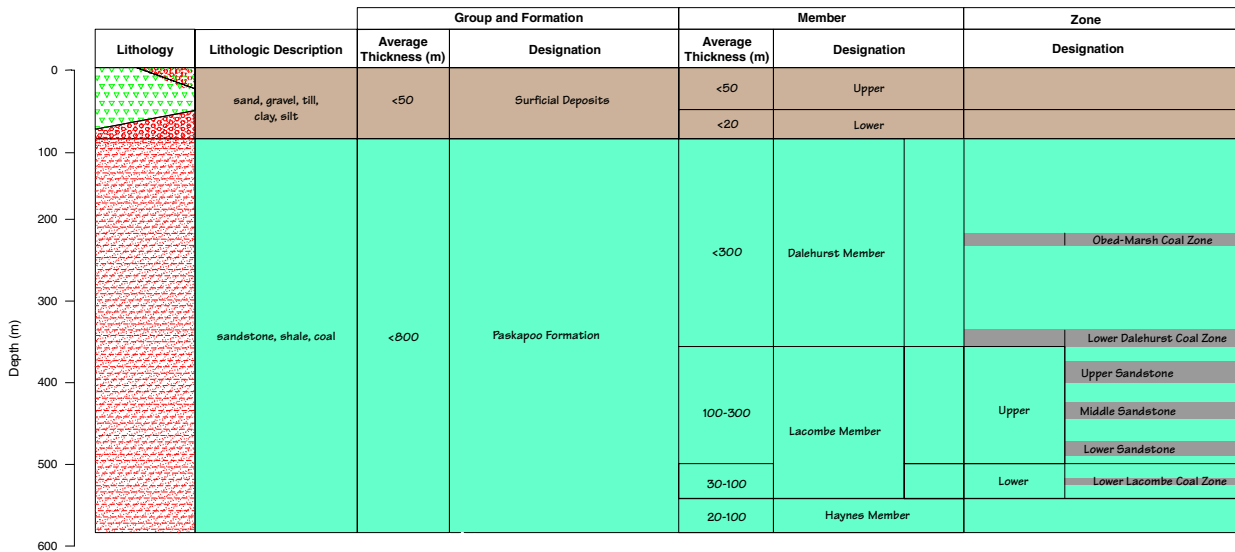 Group and Formation
Member
Zone
Lithology
Lithologic Description
Average
Thickness (m)
Designation
Average
Thickness (m)
Designation
Designation
Depth (m)
0
100
200
300
400
500
600
sand, gravel, till,
clay, silt
<50
Surficial Deposits
<50
Upper
<20
Lower
sandstone, shale, coal
<800
Paskapoo Formation
<300
Dalehurst Member
Obed-Marsh Coal Zone
Lower Dalehurst Coal Zone
100-300
Lacombe Member
Upper
Upper Sandstone
Middle Sandstone
Lower Sandstone
30-100
Lower
Lower Lacombe Coal Zone
20-100
Haynes Member